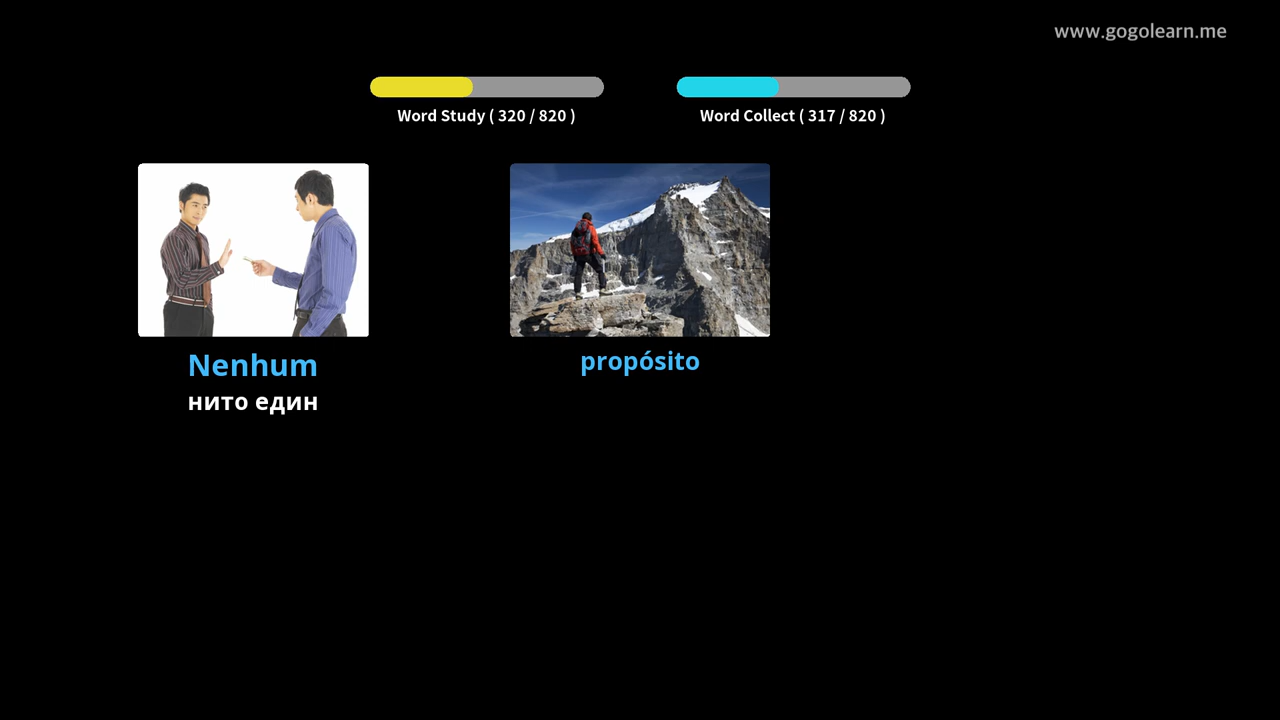 www.gogolearn.me
Word Study ( 320 / 820 )
Word Collect ( 317 / 820 )
Nenhum
нито един
propósito